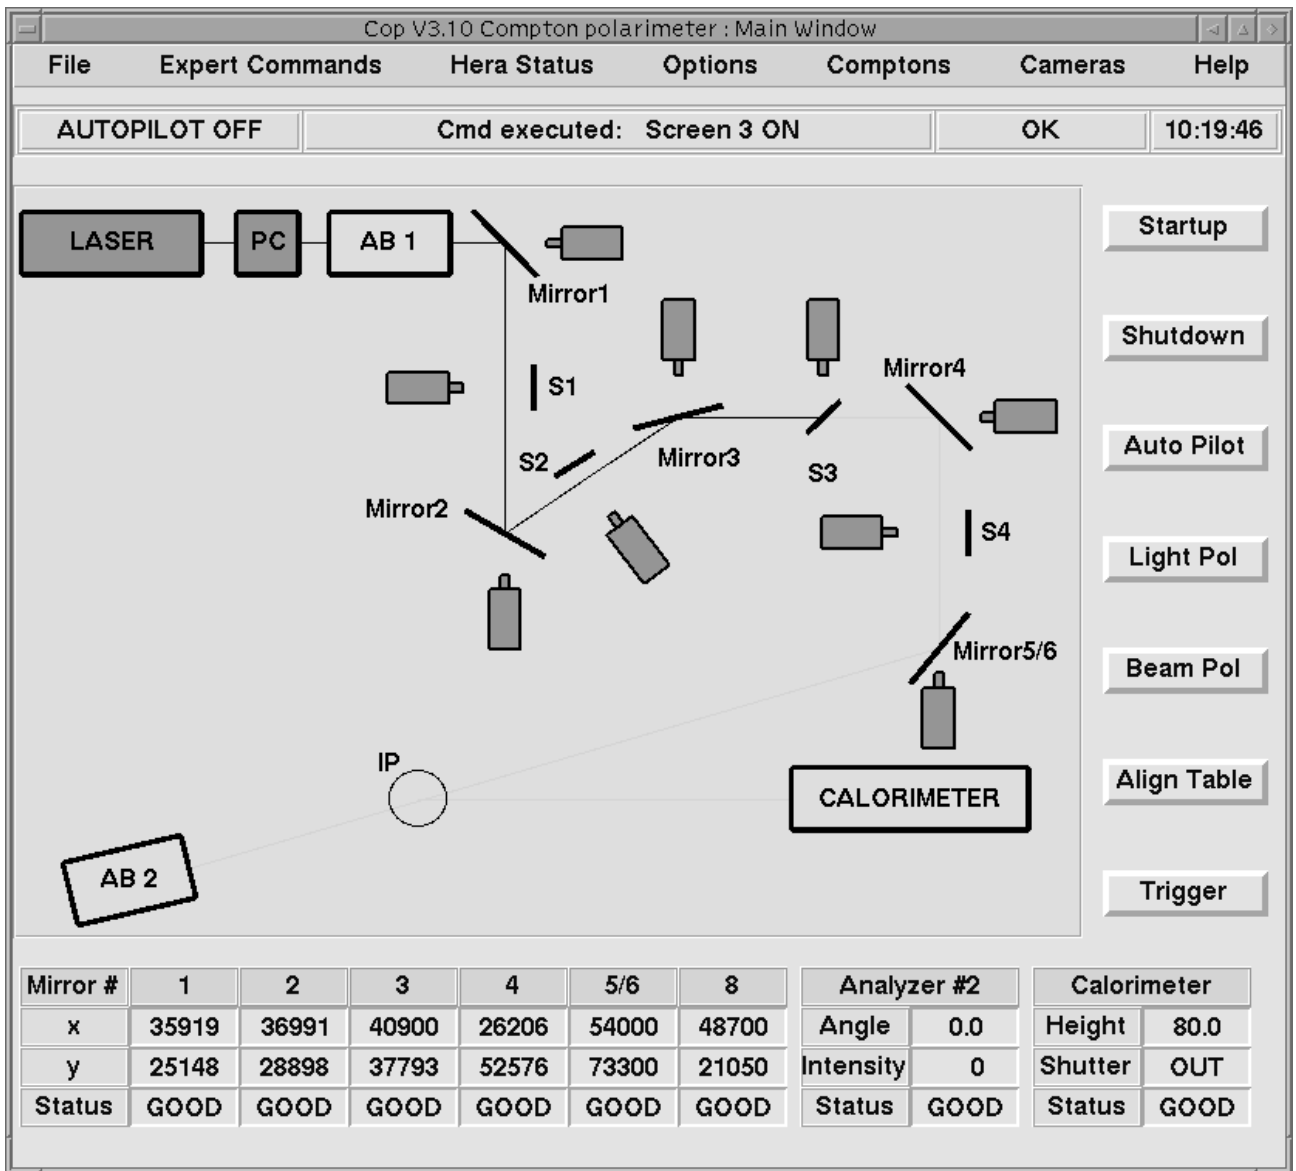 Cop V3.10 Compton polarimeter : Main Window
File Expert Commands Hera Status Options Comptons Cameras Help
AUTOPILOT OFF Cmd executed: Screen 3 ON OK 10:19:46
LASER PC AB 1
Mirror1
Startup
Shutdown
Mirror4
S1
Mirror3
S2
S3
Auto Pilot
Mirror2
S4
Light Pol
Mirror5/6
Beam Pol
IP
CALORIMETER
Align Table
AB 2
Trigger
Mirror # 1 2 3 4 5/6 8 Analyzer #2 Calorimeter
x 35919 36991 40900 26206 54000 48700 Angle 0.0 Height 80.0
y 25148 28898 37793 52576 73300 21050 Intensity 0 Shutter OUT
Status GOOD GOOD GOOD GOOD GOOD GOOD Status GOOD Status GOOD